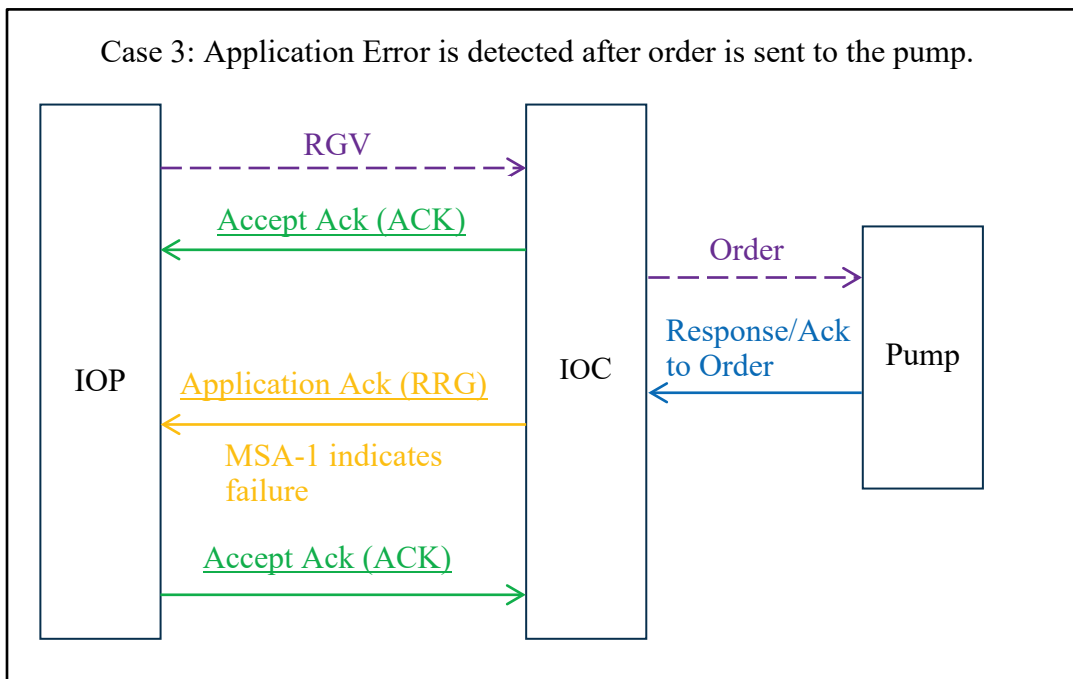 Case 3: Application Error is detected after order is sent to the pump.
RGV
Accept Ack (ACK)
Order
Response/Ack
to Order
Pump
IOP
IOC
Application Ack (RRG)
MSA-1 indicates
failure
Accept Ack (ACK)